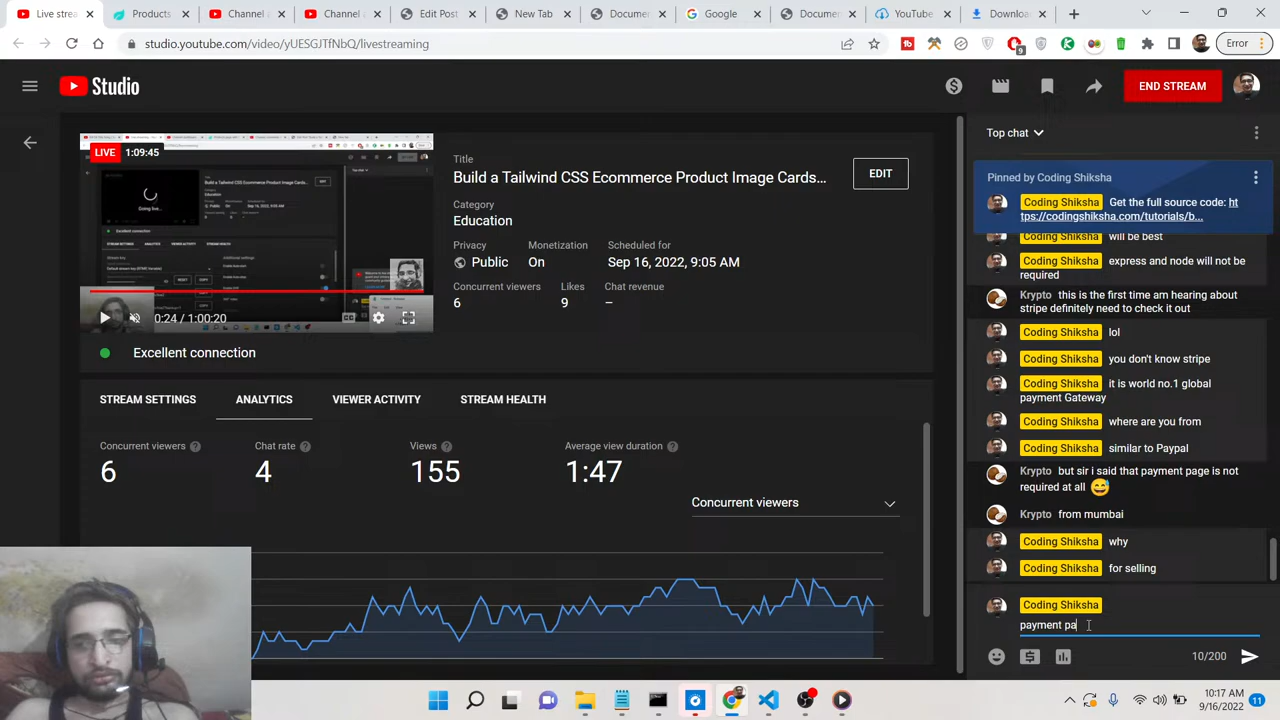 Live stream
Products
Channel
Channel
Edit Pos
New Tab
Docume
Google
Docume
YouTube
Downloa
studio.youtube.com/video/yUESGITfNbQ/livestreaming
9
Error
Studio
END STREAM
LIVE 1:09:45
0:24 / 1:00:20
Title
Build a Tailwind CSS Ecommerce Product Image Cards...
EDIT
Category
Education
Privacy Monetization Scheduled for
Public On Sep 16, 2022, 9:05 AM
Concurrent viewers Likes Chat revenue
6 9 –
Excellent connection
STREAM SETTINGS ANALYTICS VIEWER ACTIVITY STREAM HEALTH
Concurrent viewers Chat rate Views Average view duration
6 4 155 1:47
Concurrent viewers
Top chat
Pinned by Coding Shiksha
Coding Shiksha Get the full source code: ht
tps://codingshiksha.com/tutorials/b...
Coding Shiksha will be best
Coding Shiksha express and node will not be
required
Krypto this is the first time am hearing about
stripe definitely need to check it out
Coding Shiksha lol
Coding Shiksha you don't know stripe
Coding Shiksha it is world no.1 global
payment Gateway
Coding Shiksha where are you from
Coding Shiksha similar to Paypal
Krypto but sir i said that payment page is not
required at all 😅
Krypto from mumbai
Coding Shiksha why
Coding Shiksha for selling
Coding Shiksha
payment pa
10/200
10:17 AM
9/16/2022
11